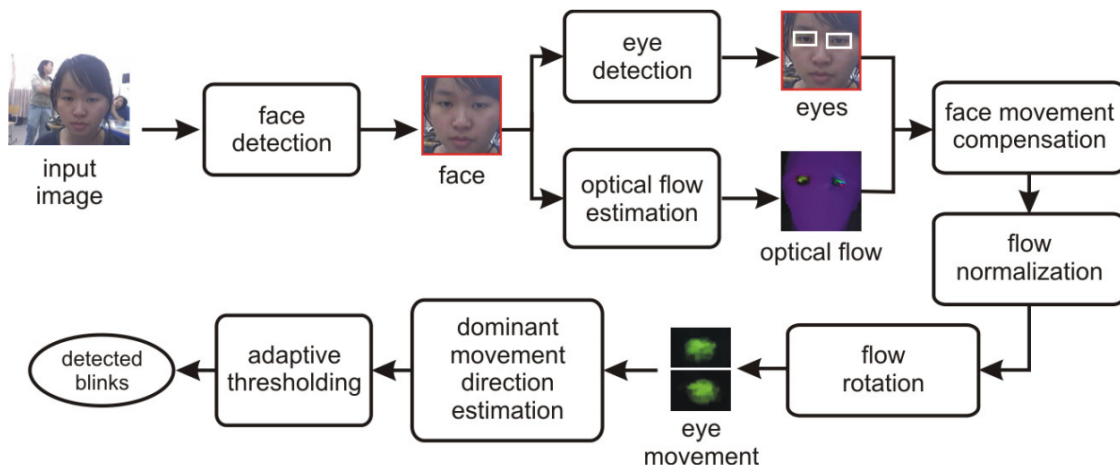 input
image
face
detection
face
eye
detection
eyes
optical flow
estimation
optical flow
face movement
compensation
flow
normalization
flow
rotation
eye
movement
dominant
movement
direction
estimation
adaptive
thresholding
detected
blinks